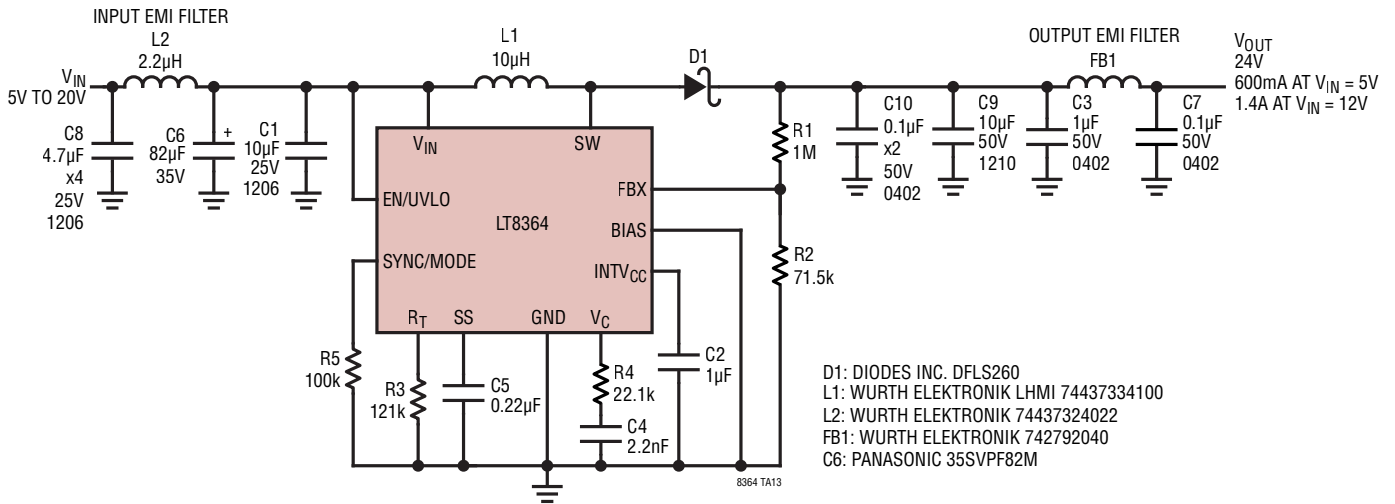 INPUT EMI FILTER
L2
2.2µH
L1
10µH
D1
OUTPUT EMI FILTER
FB1
VIN
5V TO 20V
VOUT
24V
600mA AT VIN = 5V
1.4A AT VIN = 12V
C8
4.7µF
x4
25V
1206
C6
82µF
35V
+
C1
10µF
25V
1206
R1
1M
C10
0.1µF
x2
50V
0402
C9
10µF
50V
1210
C3
1µF
50V
0402
C7
0.1µF
50V
0402
VIN
SW
EN/UVLO
FBX
LT8364
BIAS
SYNC/MODE
INTVCC
RT
SS
GND
VC
R2
71.5k
R5
100k
R3
121k
C5
0.22µF
R4
22.1k
C4
2.2nF
C2
1µF
D1: DIODES INC. DFLS260
L1: WURTH ELEKTRONIK LHMI 74437334100
L2: WURTH ELEKTRONIK 74437324022
FB1: WURTH ELEKTRONIK 742792040
C6: PANASONIC 35SVPF82M
8364 TA13